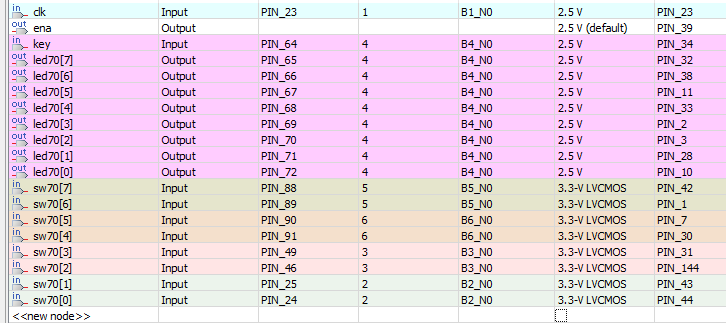 in clk Input PIN_23 1 B1_N0 2.5 V PIN_23
out ena Output 2.5 V (default) PIN_39
in key Input PIN_64 4 B4_N0 2.5 V PIN_34
out led70[7] Output PIN_65 4 B4_N0 2.5 V PIN_32
out led70[6] Output PIN_66 4 B4_N0 2.5 V PIN_38
out led70[5] Output PIN_67 4 B4_N0 2.5 V PIN_11
out led70[4] Output PIN_68 4 B4_N0 2.5 V PIN_33
out led70[3] Output PIN_69 4 B4_N0 2.5 V PIN_2
out led70[2] Output PIN_70 4 B4_N0 2.5 V PIN_3
out led70[1] Output PIN_71 4 B4_N0 2.5 V PIN_28
out led70[0] Output PIN_72 4 B4_N0 2.5 V PIN_10
in sw70[7] Input PIN_88 5 B5_N0 3.3-V LVCMOS PIN_42
in sw70[6] Input PIN_89 5 B5_N0 3.3-V LVCMOS PIN_1
in sw70[5] Input PIN_90 6 B6_N0 3.3-V LVCMOS PIN_7
in sw70[4] Input PIN_91 6 B6_N0 3.3-V LVCMOS PIN_30
in sw70[3] Input PIN_49 3 B3_N0 3.3-V LVCMOS PIN_31
in sw70[2] Input PIN_46 3 B3_N0 3.3-V LVCMOS PIN_144
in sw70[1] Input PIN_25 2 B2_N0 3.3-V LVCMOS PIN_43
in sw70[0] Input PIN_24 2 B2_N0 3.3-V LVCMOS PIN_44
<<new node>>